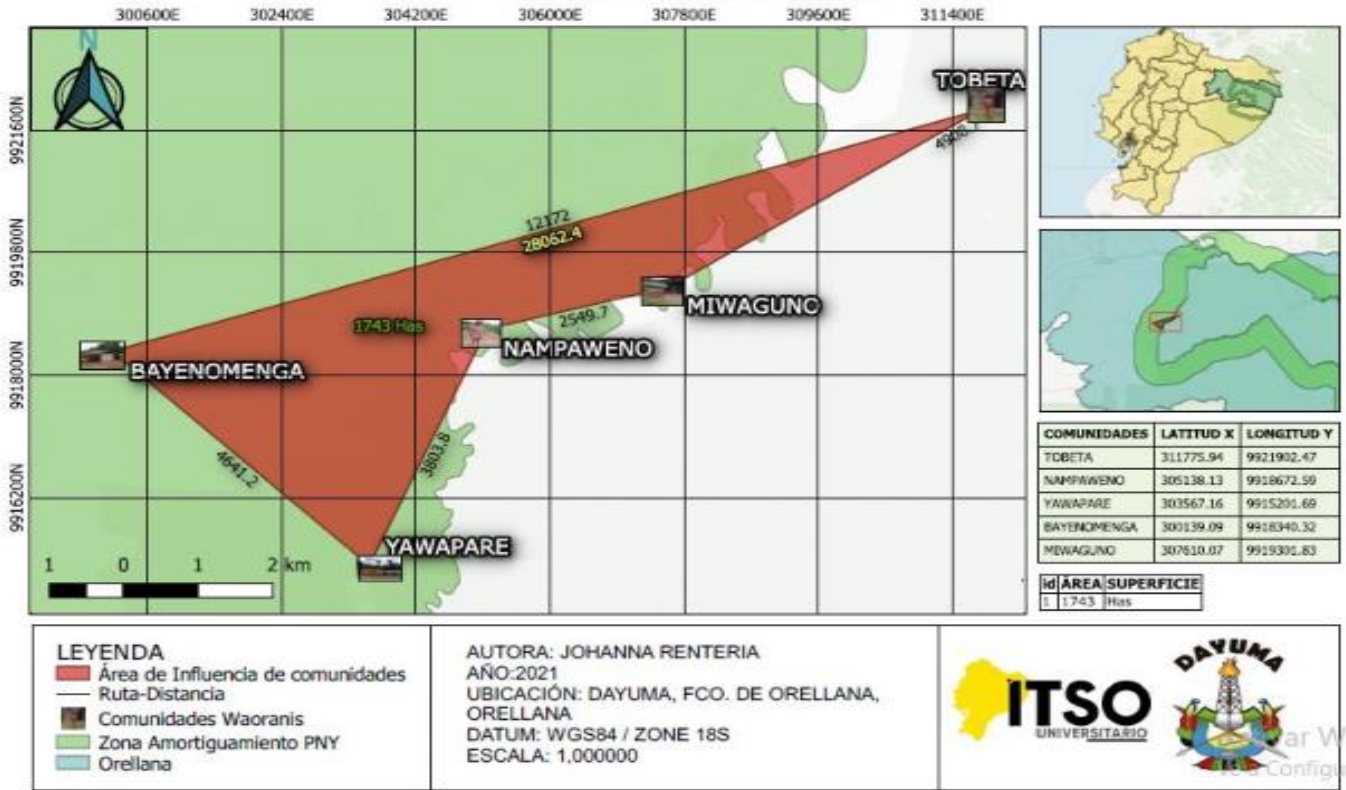 300600E 302400E 304200E 306000E 307800E 309600E 311400E
N
9921600N
9919800N
9918000N
9916200N
TOBETA
12172
28062.4
1743 Has
MIWAGUNO
2549.7
NAMPAWENO
BAYENOMENGA
4641.2
3803.8
YAWAPARE
1 0 1 2 km
COMUNIDADES LATITUD X LONGITUD Y
TOBETA 311775.94 9921902.47
NAMPAWENO 305138.13 9918672.59
YAWAPARE 303567.16 9915201.69
BAYENOMENGA 300139.09 9918340.32
MEWAGUNO 307610.07 9919301.83
id ÁREA SUPERFICIE
1 1743 Has
LEYENDA
Área de Influencia de comunidades
Ruta-Distancia
Comunidades Waoranis
Zona Amortiguamiento PNY
Orellana
AUTORA: JOHANNA RENTERIA
AÑO:2021
UBICACIÓN: DAYUMA, FCO. DE ORELLANA,
ORELLANA
DATUM: WGS84 / ZONE 18S
ESCALA: 1,000000
ITSO
UNIVERSITARIO
DAYUMA